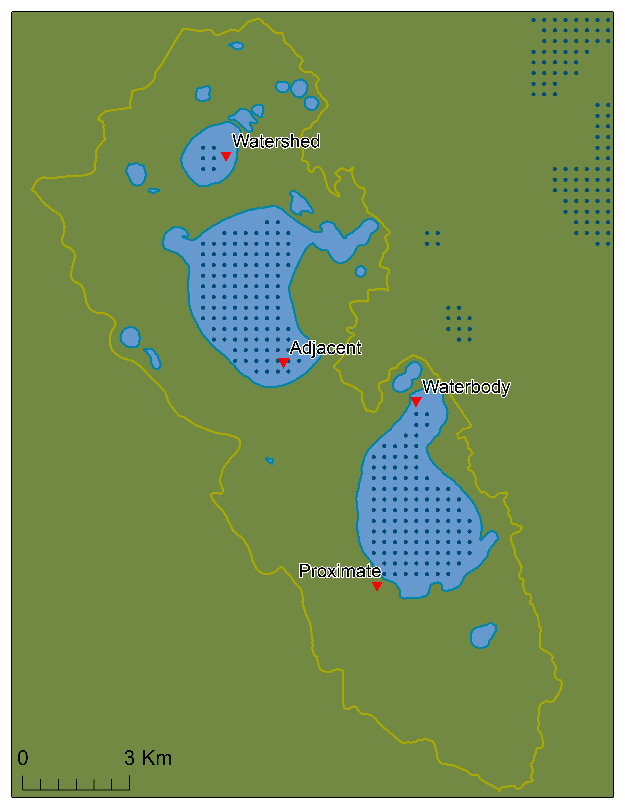 Watershed
Adjacent
Waterbody
Proximate
0 3 Km